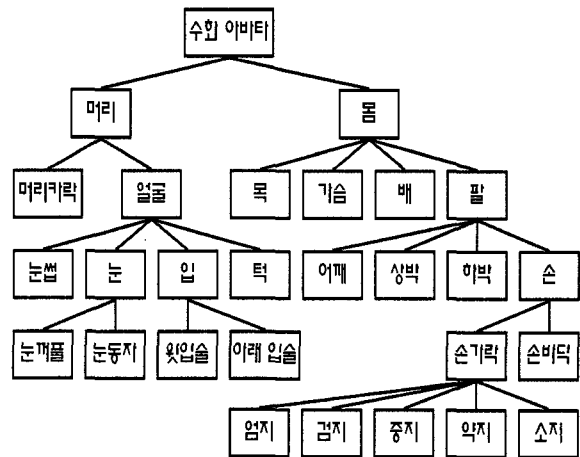 수화 아바타
머리
몸
머리카락
얼굴
목
가슴
배
팔
눈썹
눈
입
턱
어깨
상박
하박
손
눈꺼풀
눈동자
윗입술
아래 입술
손가락
손바닥
엄지
검지
중지
약지
소지